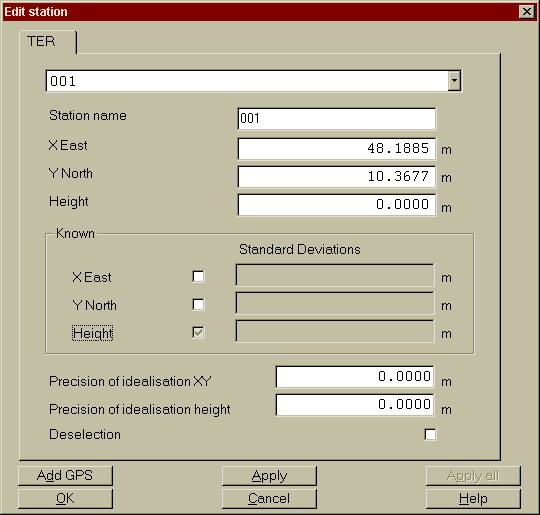 Edit station
TER
001
Station name 001
X East 48.1885 m
Y North 10.3677 m
Height 0.0000 m
Known
Standard Deviations
X East m
Y North m
Height m
Precision of idealisation XY 0.0000 m
Precision of idealisation height 0.0000 m
Deselection
Add GPS Apply Apply all
OK Cancel Help